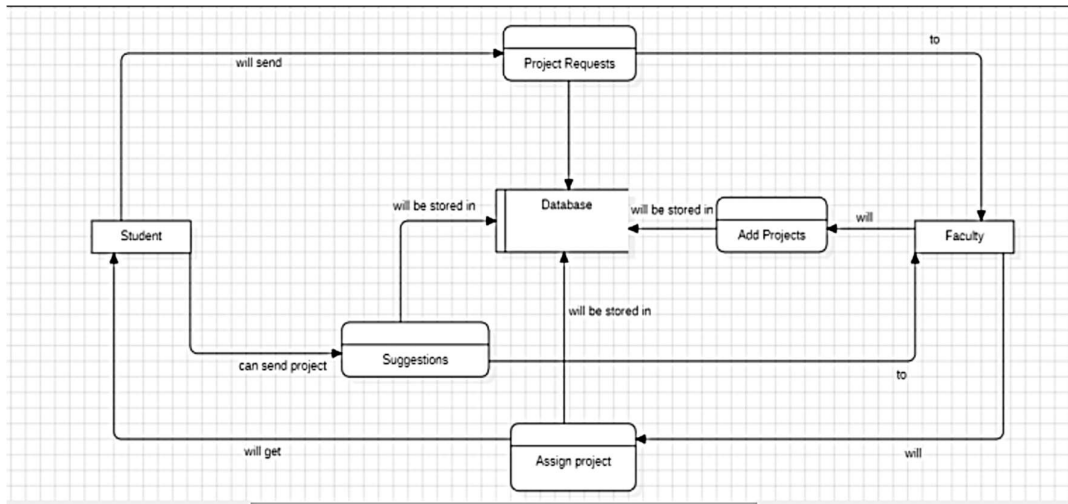 to
will send
Project Requests
will be stored in
Database
will be stored in
will
Student
Add Projects
Faculty
will be stored in
Suggestions
can send project
to
will get
Assign project
will